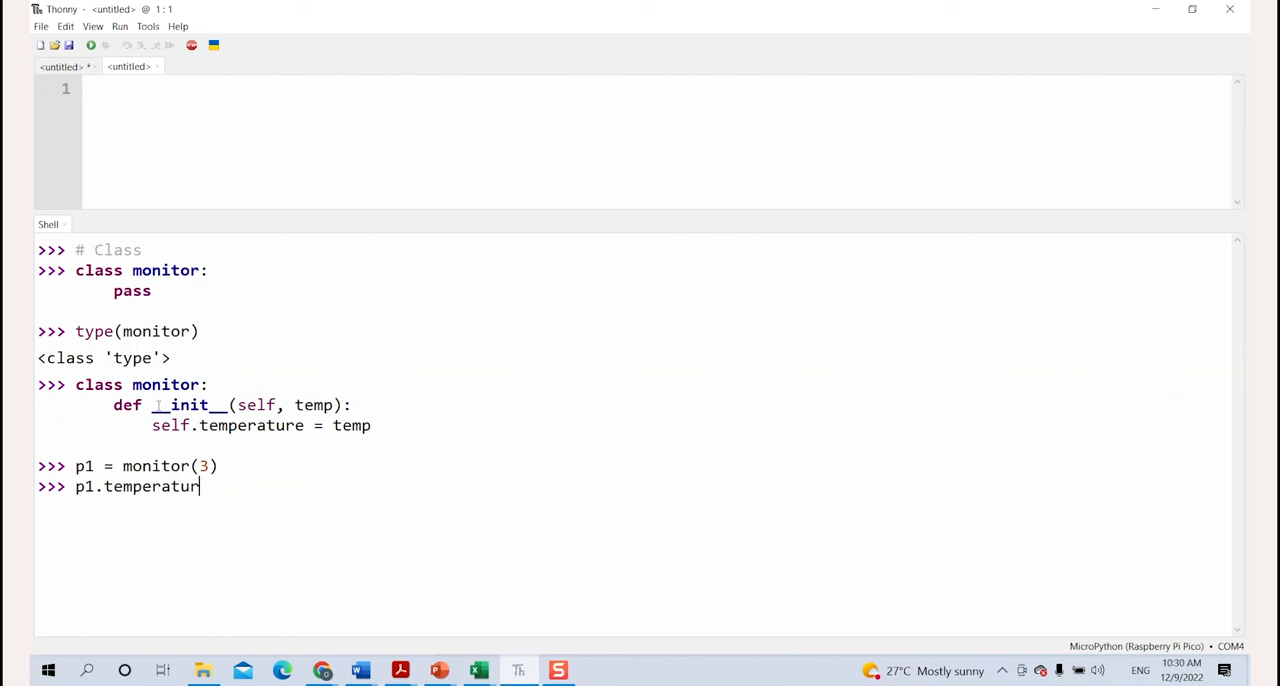 Thonny - <untitled> @ 1 : 1
File Edit View Run Tools Help
<untitled> * × <untitled> ×
1
Shell ×
>>> # Class
>>> class monitor:
        pass
>>> type(monitor)
<class 'type'>
>>> class monitor:
        def __init__(self, temp):
            self.temperature = temp
>>> p1 = monitor(3)
>>> p1.temperatur
MicroPython (Raspberry Pi Pico) • COM4
27°C Mostly sunny ENG 10:30 AM
12/9/2022